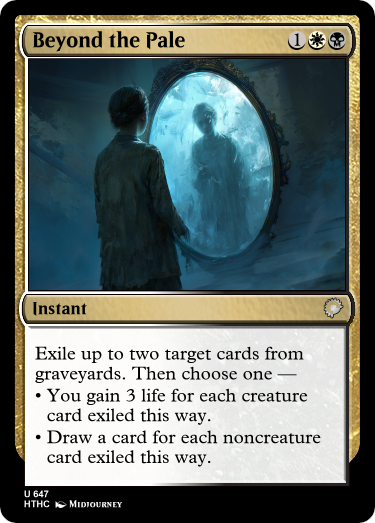 Beyond the Pale 1
Instant
Exile up to two target cards from
graveyards. Then choose one —
• You gain 3 life for each creature
card exiled this way.
• Draw a card for each noncreature
card exiled this way.
U 647
HTHC Midjourney